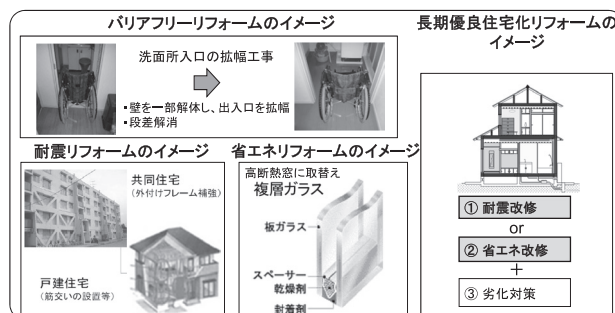 バリアフリーリフォームのイメージ
洗面所入口の拡幅工事
・壁を一部解体し、出入口を拡幅
・段差解消
耐震リフォームのイメージ
共同住宅
(外付けフレーム補強)
戸建住宅
(筋交いの設置等)
省エネリフォームのイメージ
高断熱窓に取替え
複層ガラス
板ガラス
スペーサー
乾燥剤
封着剤
長期優良住宅化リフォームの
イメージ
① 耐震改修
or
② 省エネ改修
+
③ 劣化対策